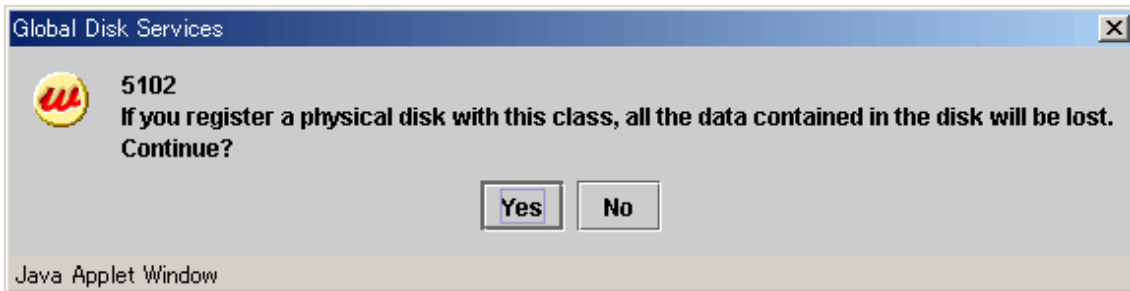 Global Disk Services
5102
If you register a physical disk with this class, all the data contained in the disk will be lost.
Continue?
Yes No
Java Applet Window